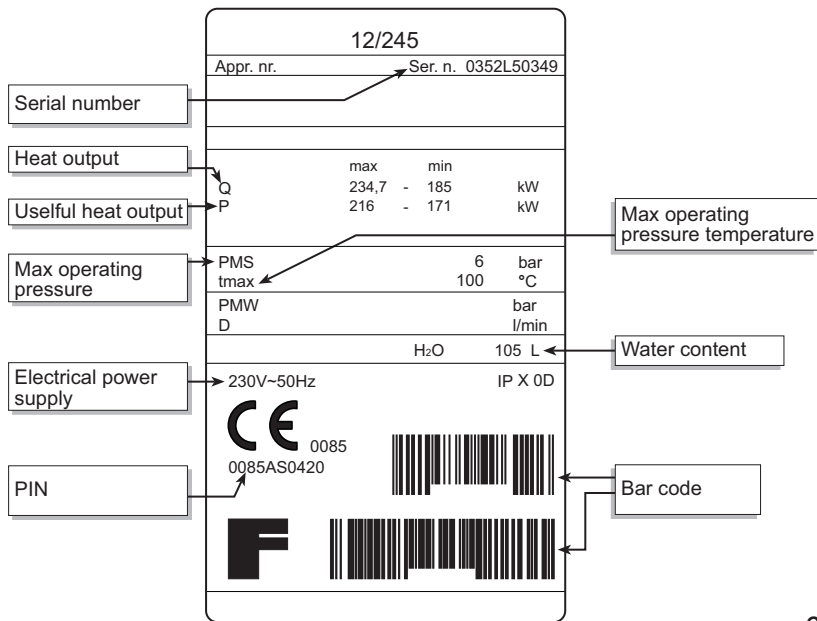 12/245
Appr. nr. Ser. n. 0352L50349
Serial number
Heat output
max min
Q 234,7 - 185 kW
Uselful heat output
P 216 - 171 kW
Max operating
pressure temperature
Max operating
pressure
PMS 6 bar
tmax 100 °C
PMW bar
D l/min
H2O 105 L
Water content
Electrical power
supply
230V~50Hz IP X 0D
CE 0085
0085AS0420
PIN
Bar code
F